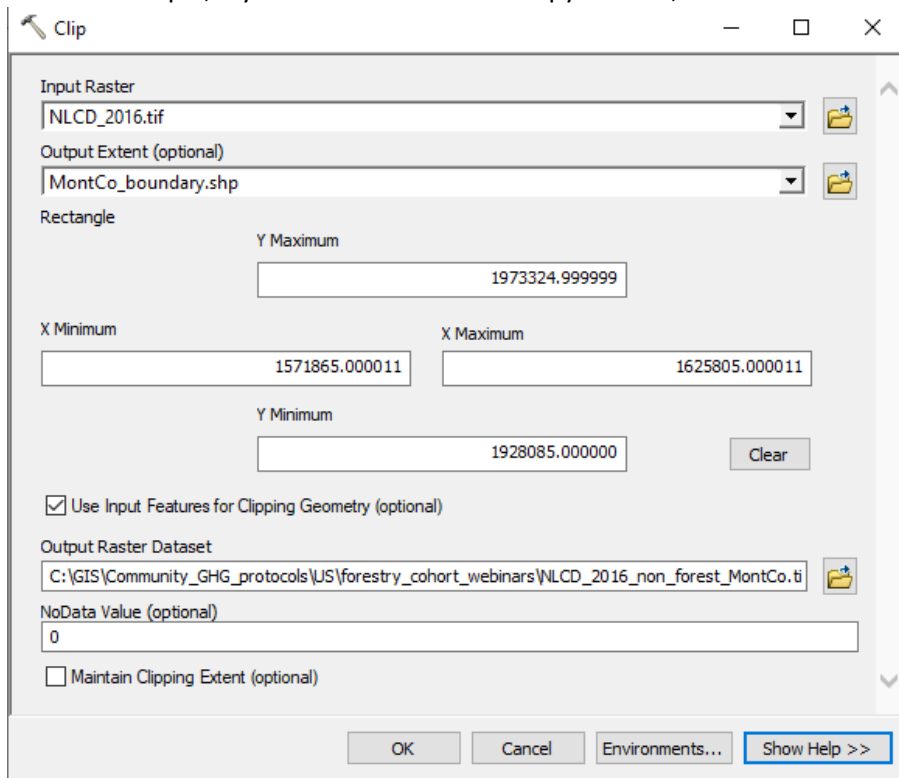 Clip
Input Raster
NLCD_2016.tif
Output Extent (optional)
MontCo_boundary.shp
Rectangle
Y Maximum
1973324.999999
X Minimum
X Maximum
1571865.000011
1625805.000011
Y Minimum
1928085.000000
Clear
Use Input Features for Clipping Geometry (optional)
Output Raster Dataset
C:\GIS\Community_GHG_protocols\US\forestry_cohort_webinars\NLCD_2016_non_forest_MontCo.ti
NoData Value (optional)
0
Maintain Clipping Extent (optional)
OK Cancel Environments... Show Help >>